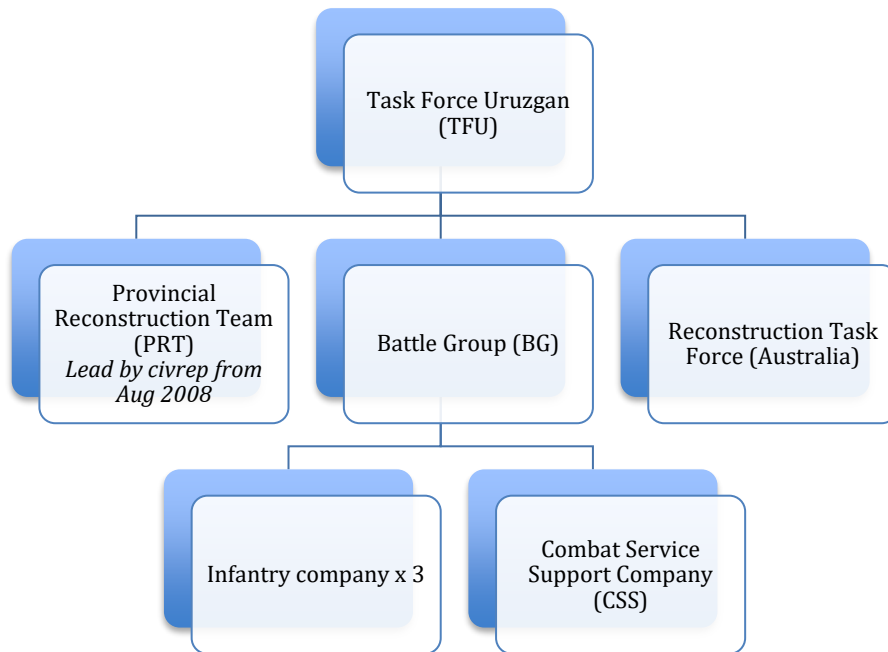 Task Force Uruzgan
(TFU)
Provincial
Reconstruction Team
(PRT)
Lead by civrep from
Aug 2008
Battle Group (BG)
Reconstruction Task
Force (Australia)
Infantry company x 3
Combat Service
Support Company
(CSS)